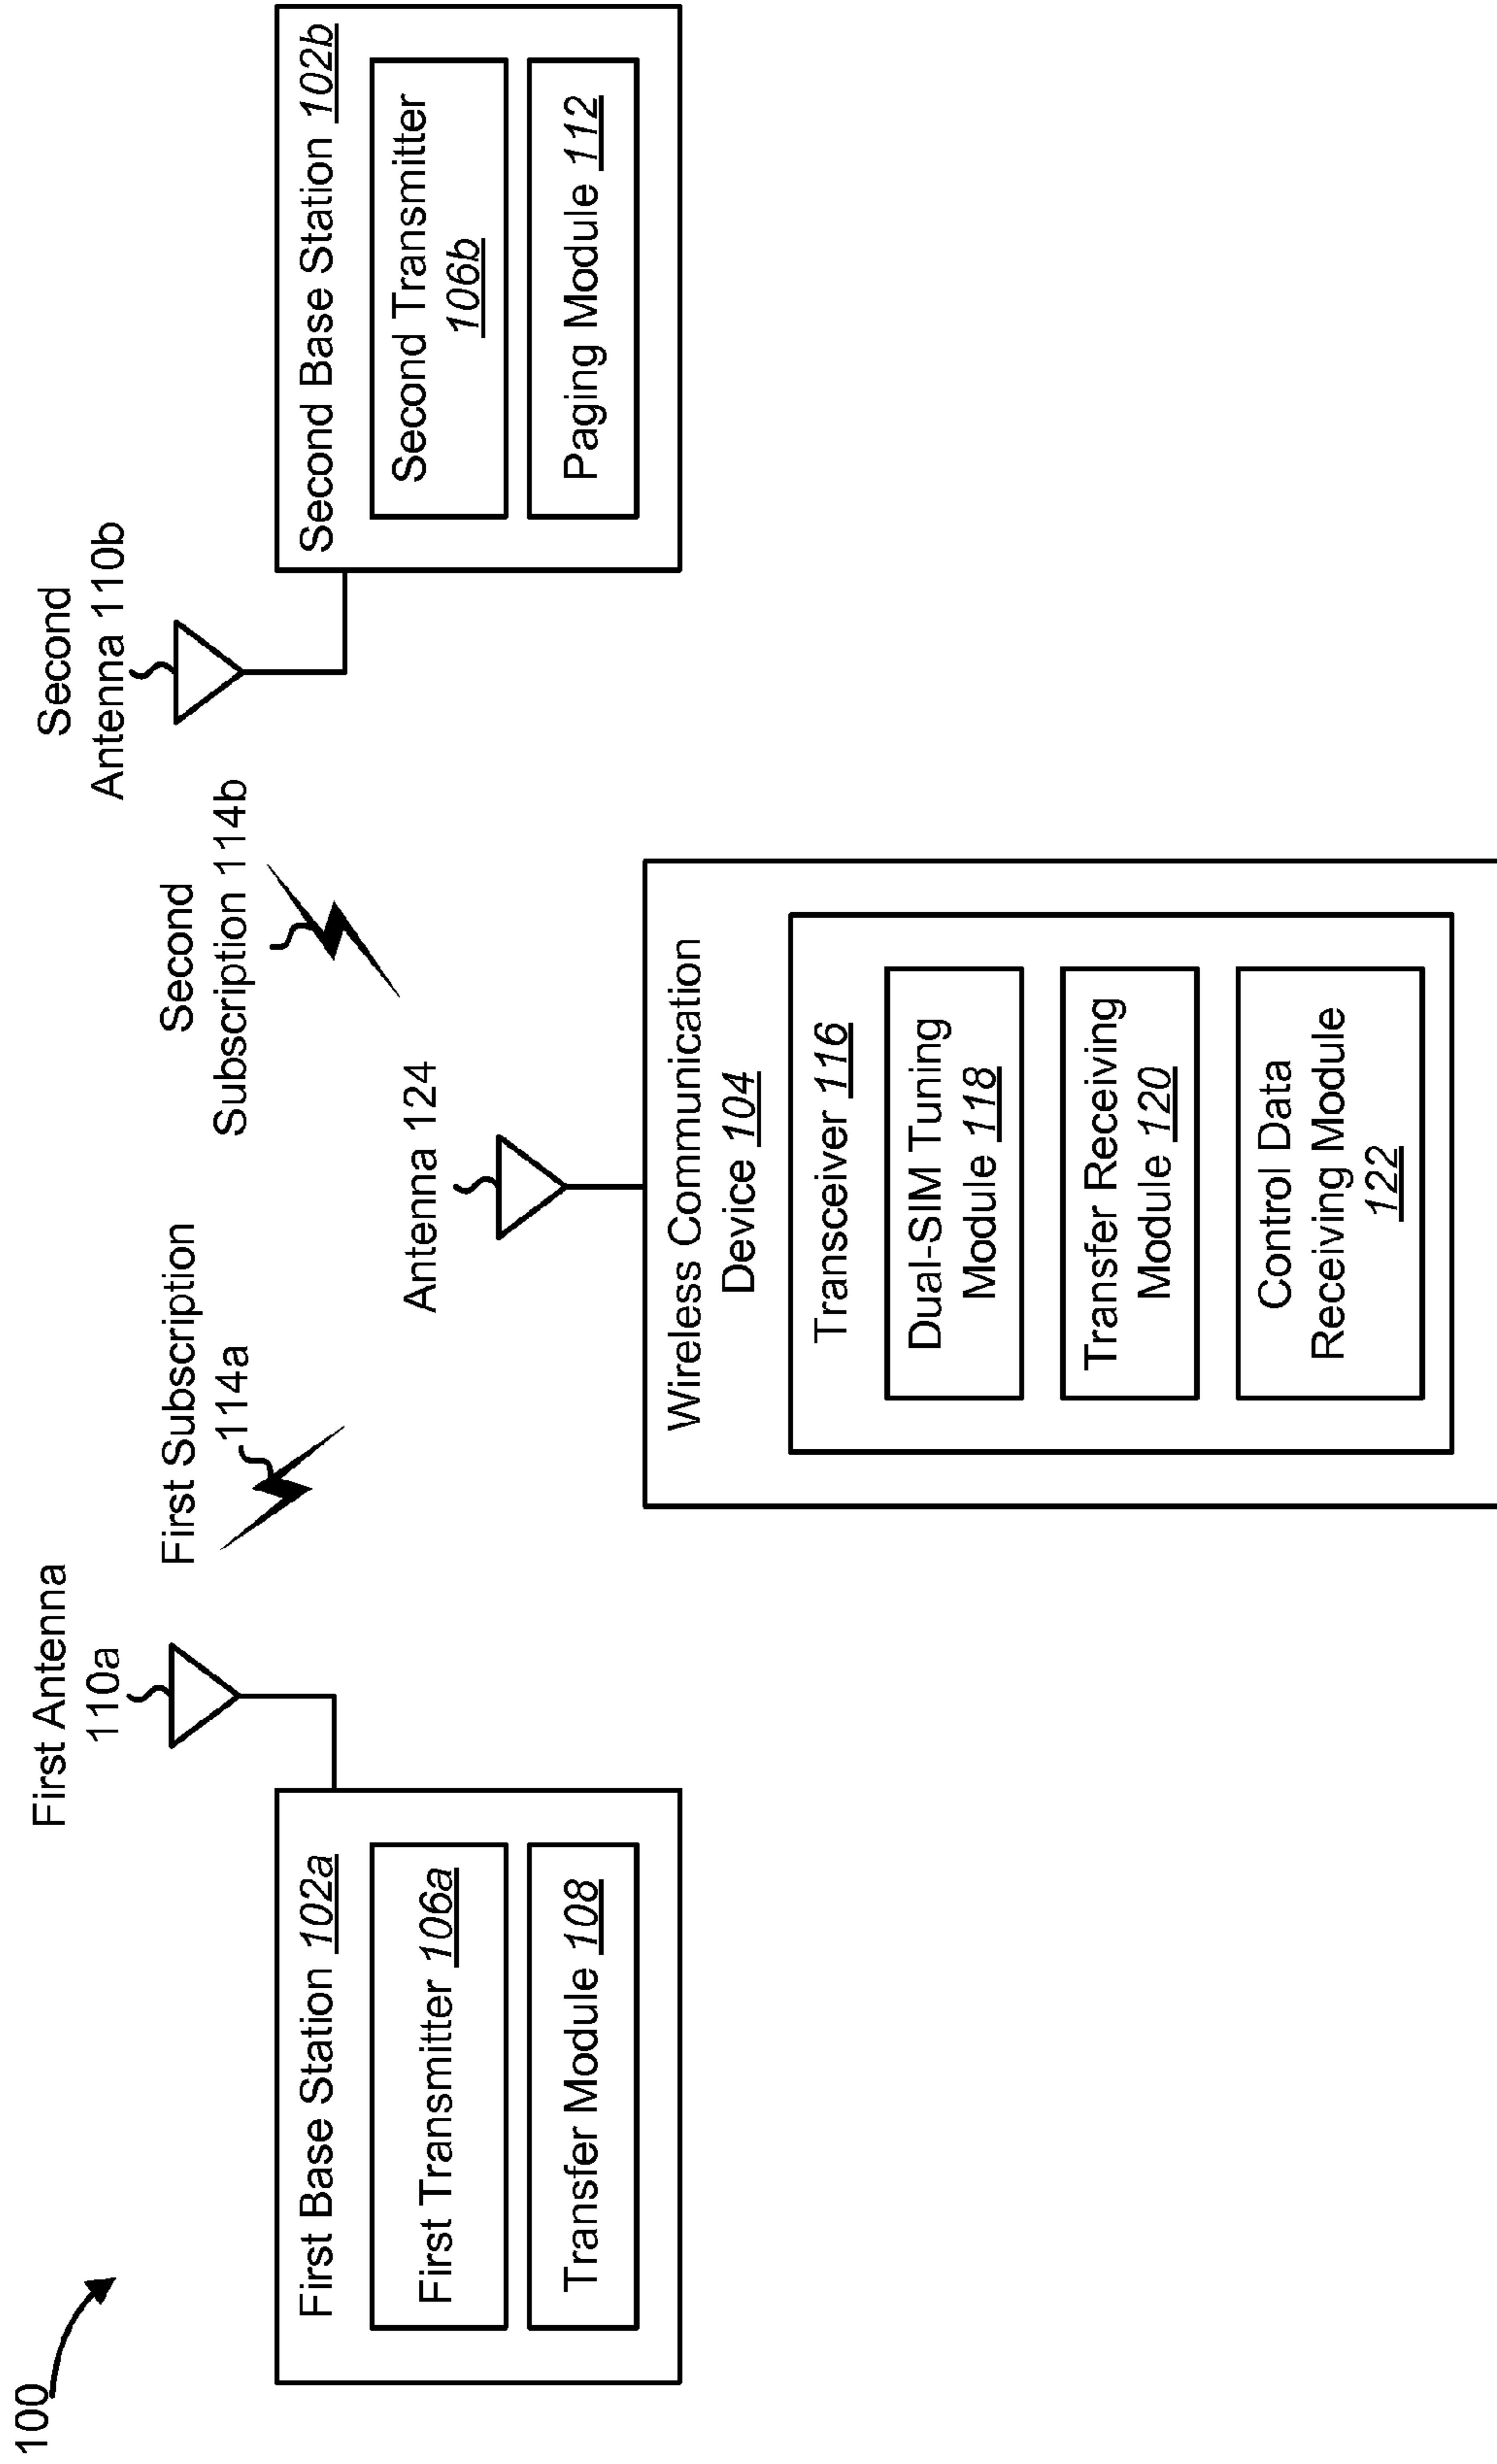 100
First Antenna
110a
First Subscription
114a
Second
Subscription 114b
Second
Antenna 110b
First Base Station 102a
First Transmitter 106a
Transfer Module 108
Antenna 124
Wireless Communication
Device 104
Transceiver 116
Dual-SIM Tuning
Module 118
Transfer Receiving
Module 120
Control Data
Receiving Module
122
Second Base Station 102b
Second Transmitter
106b
Paging Module 112